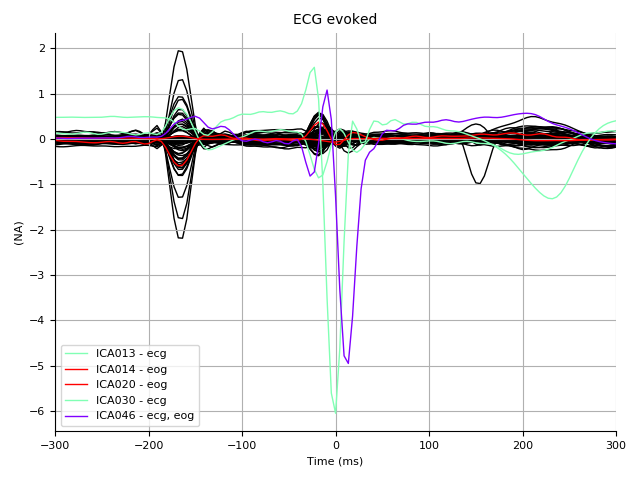 ECG evoked
2
1
0
−1
−2
−3
−4
−5
−6
(NA)
ICA013 - ecg
ICA014 - eog
ICA020 - eog
ICA030 - ecg
ICA046 - ecg, eog
−300 −200 −100 0 100 200 300
Time (ms)